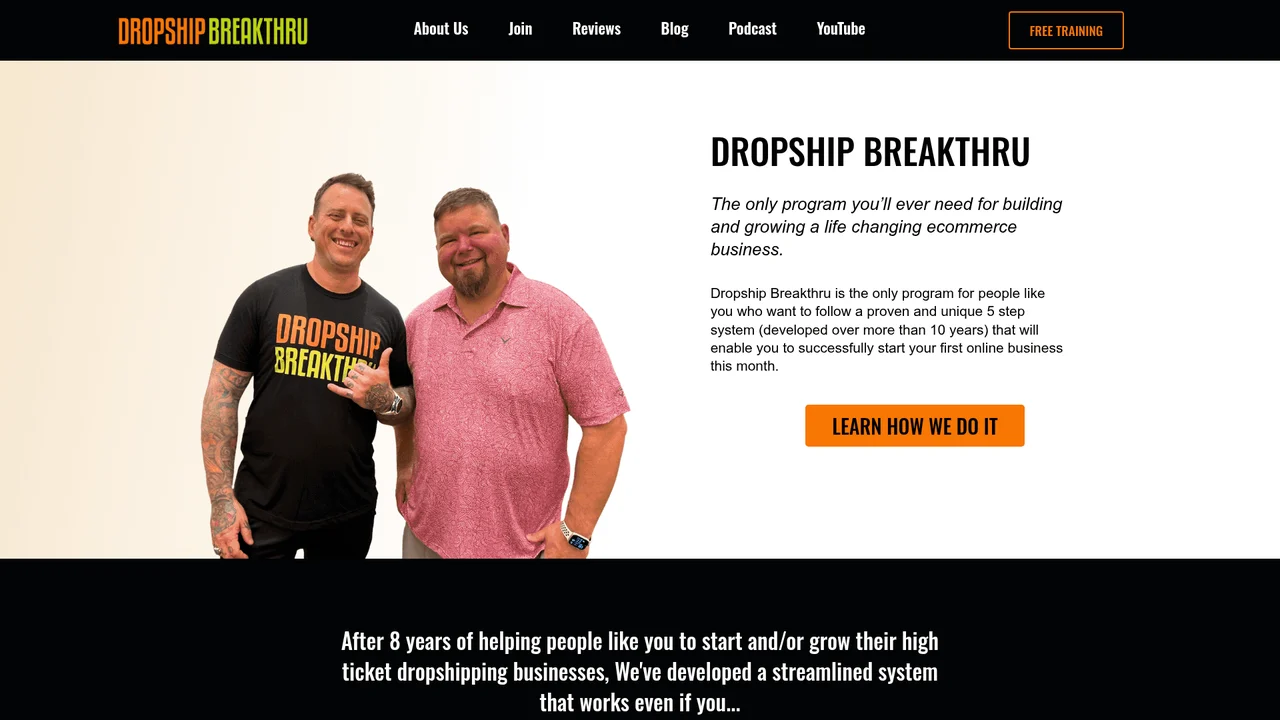 DROPSHIP BREAKTHRU
About Us
Join
Reviews
Blog
Podcast
YouTube
FREE TRAINING
DROPSHIP
BREAKTHRU
DROPSHIP BREAKTHRU
The only program you’ll ever need for building
and growing a life changing ecommerce
business.
Dropship Breakthru is the only program for people like
you who want to follow a proven and unique 5 step
system (developed over more than 10 years) that will
enable you to successfully start your first online business
this month.
LEARN HOW WE DO IT
After 8 years of helping people like you to start and/or grow their high
ticket dropshipping businesses, We've developed a streamlined system
that works even if you...